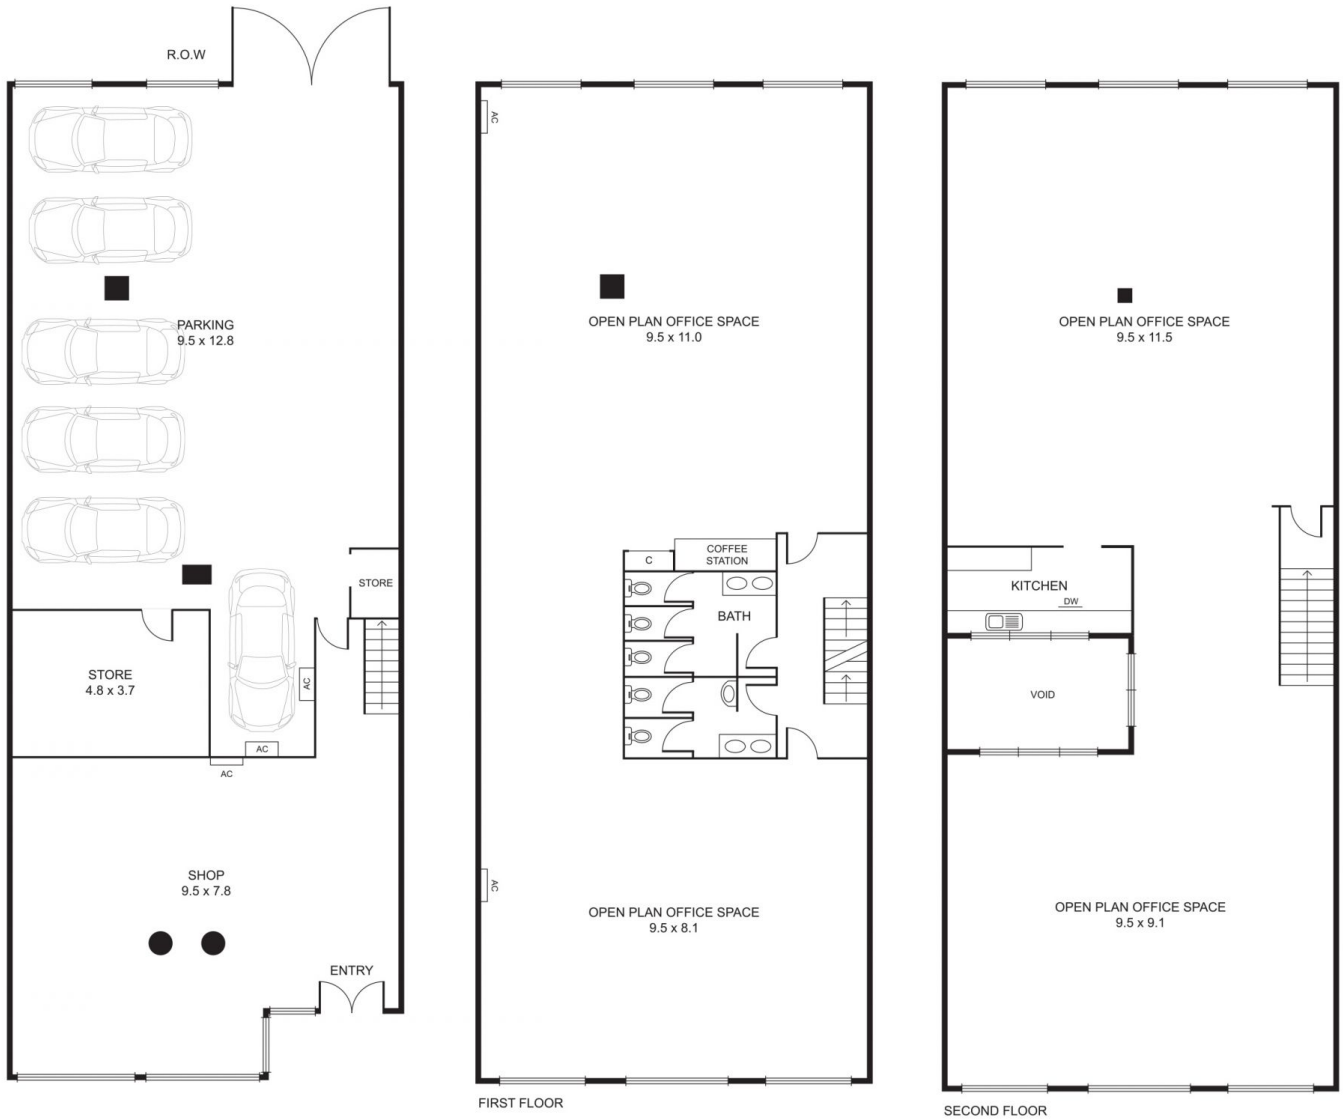 R.O.W
PARKING
9.5 x 12.8
STORE
STORE
4.8 x 3.7
AC
AC
AC
SHOP
9.5 x 7.8
ENTRY
AC
OPEN PLAN OFFICE SPACE
9.5 x 11.0
C
COFFEE
STATION
BATH
AC
OPEN PLAN OFFICE SPACE
9.5 x 8.1
FIRST FLOOR
OPEN PLAN OFFICE SPACE
9.5 x 11.5
KITCHEN
DW
VOID
OPEN PLAN OFFICE SPACE
9.5 x 9.1
SECOND FLOOR